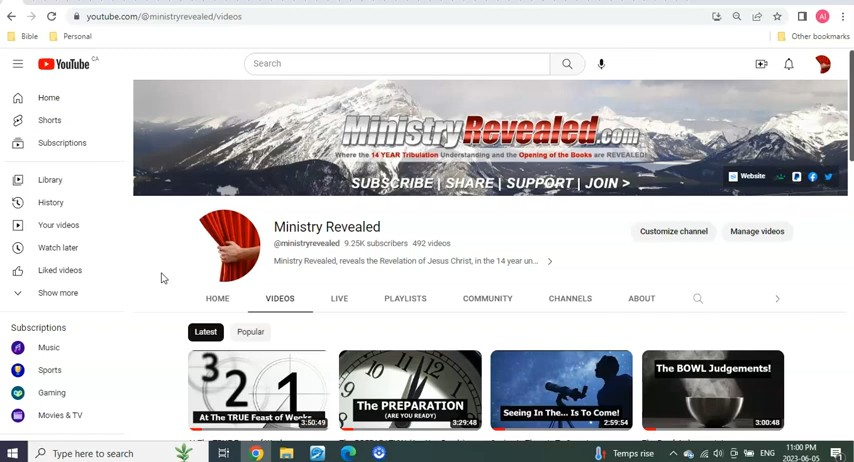 youtube.com/@ministryrevealed/videos
AI
Bible
Personal
Other bookmarks
YouTube CA
Search
Home
Shorts
Subscriptions
Library
History
Your videos
Watch later
Liked videos
Show more
Subscriptions
Music
Sports
Gaming
Movies & TV
MinistryRevealed.com
Where the 14 YEAR Tribulation Understanding and the Opening of the Books are REVEALED!
SUBSCRIBE | SHARE | SUPPORT | JOIN >
Website
Ministry Revealed
@ministryrevealed 9.25K subscribers 492 videos
Ministry Revealed, reveals the Revelation of Jesus Christ, in the 14 year un...
Customize channel
Manage videos
HOME
VIDEOS
LIVE
PLAYLISTS
COMMUNITY
CHANNELS
ABOUT
Latest
Popular
3 2 1
At The TRUE Feast of Weeks
3:50:49
The PREPARATION
(ARE YOU READY)
3:29:48
Seeing In The... Is To Come!
2:59:54
The BOWL Judgements!
3:00:48
Type here to search
Temps rise
ENG
11:00 PM
2023-06-05